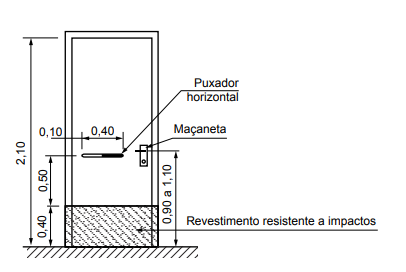 Puxador
horizontal
0,10
0,40
Maçaneta
2,10
0,50
0,90 a 1,10
0,40
Revestimento resistente a impactos